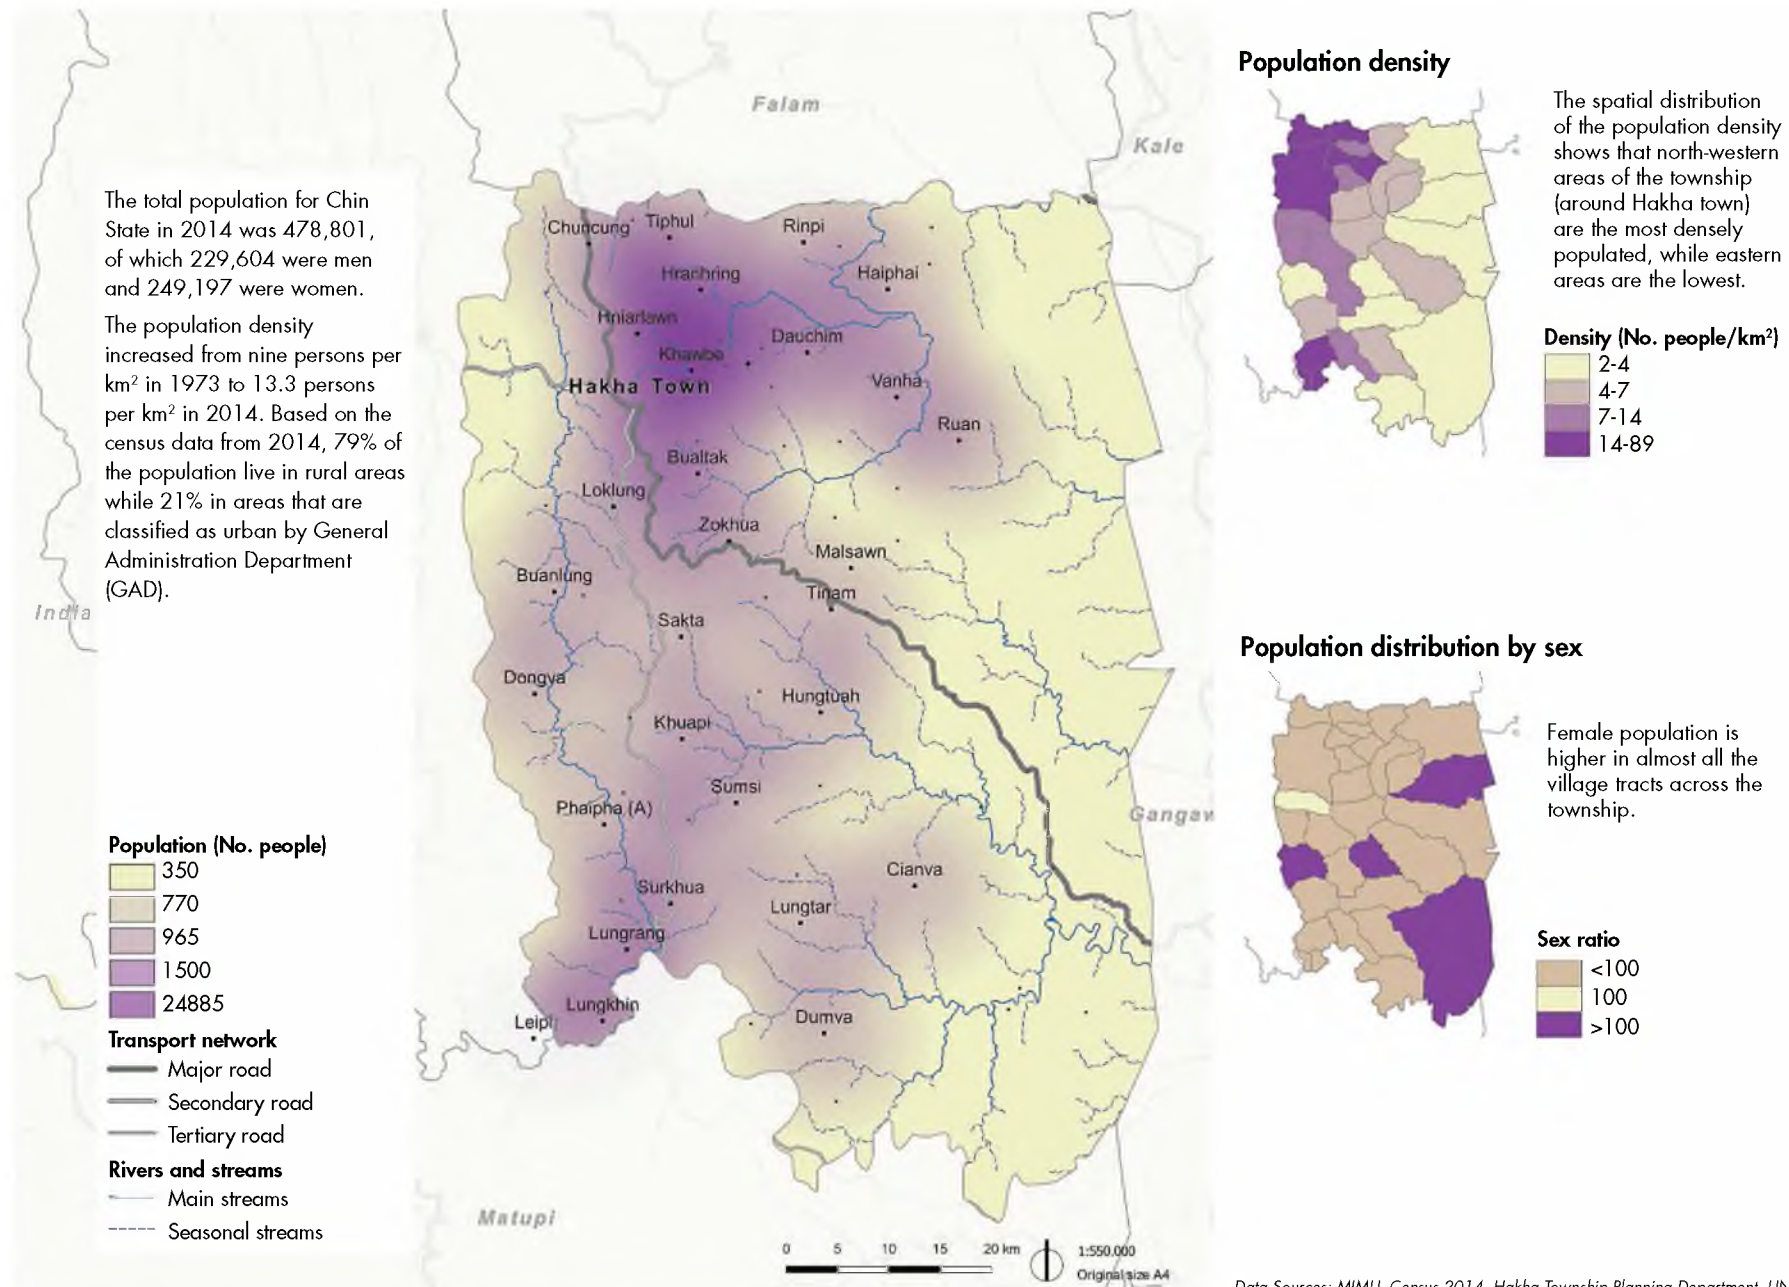 The total population for Chin
State in 2014 was 478,801,
of which 229,604 were men
and 249,197 were women.
The population density
increased from nine persons per
km² in 1973 to 13.3 persons
per km² in 2014. Based on the
census data from 2014, 79% of
the population live in rural areas
while 21% in areas that are
classified as urban by General
Administration Department
(GAD).
India
Population (No. people)
350
770
965
1500
24885
Transport network
Major road
Secondary road
Tertiary road
Rivers and streams
Main streams
Seasonal streams
Falam
Kale
Chuncung
Tiphul
Rinpi
Hranhring
Haiphai
Hniarlawn
Dauchim
Khawbe
Hakha Town
Vanha
Ruan
Bualtak
Loklung
Zokhua
Malsawn
Buanlung
Tinam
Sakta
Dongva
Hungtuah
Khuapi
Sumsi
Phaipha (A)
Gangaw
Cianva
Surkhua
Lungtar
Lungrang
Lungkhin
Leipi
Dumva
Matupi
0 5 10 15 20 km
1:550,000
Original size A4
Population density
The spatial distribution
of the population density
shows that north-western
areas of the township
(around Hakha town)
are the most densely
populated, while eastern
areas are the lowest.
Density (No. people/km²)
2-4
4-7
7-14
14-89
Population distribution by sex
Female population is
higher in almost all the
village tracts across the
township.
Sex ratio
<100
100
>100
Data Sources: MIMU, Census 2014, Hakha Township Planning Department, UN